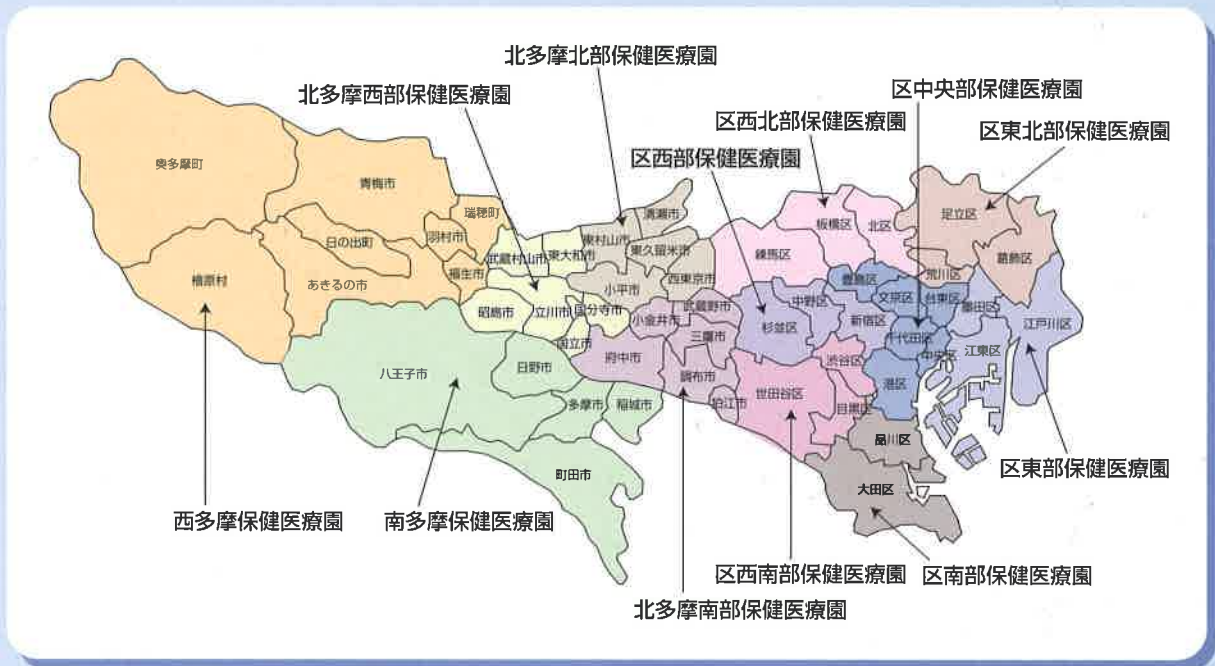 北多摩北部保健医療園
北多摩西部保健医療園
区中央部保健医療園
区西北部保健医療園
区東北部保健医療園
区西部保健医療園
奥多摩町
青梅市
瑞穂町
清瀬市
足立区
板橋区
北区
日の出町
羽村市
東村山市
武蔵村山市
東大和市
東久留米市
練馬区
葛飾区
檜原村
あきるの市
福生市
西東京市
荒川区
豊島区
小平市
文京区
台東区
墨田区
昭島市
立川市
国分寺市
武蔵野市
中野区
小金井市
杉並区
新宿区
江戸川区
国立市
三鷹市
千代田区
江東区
中央区
府中市
渋谷区
日野市
八王子市
調布市
港区
世田谷区
多摩市
稲城市
狛江市
目黒区
品川区
町田市
大田区
区東部保健医療園
西多摩保健医療園
南多摩保健医療園
区西南部保健医療園
区南部保健医療園
北多摩南部保健医療園